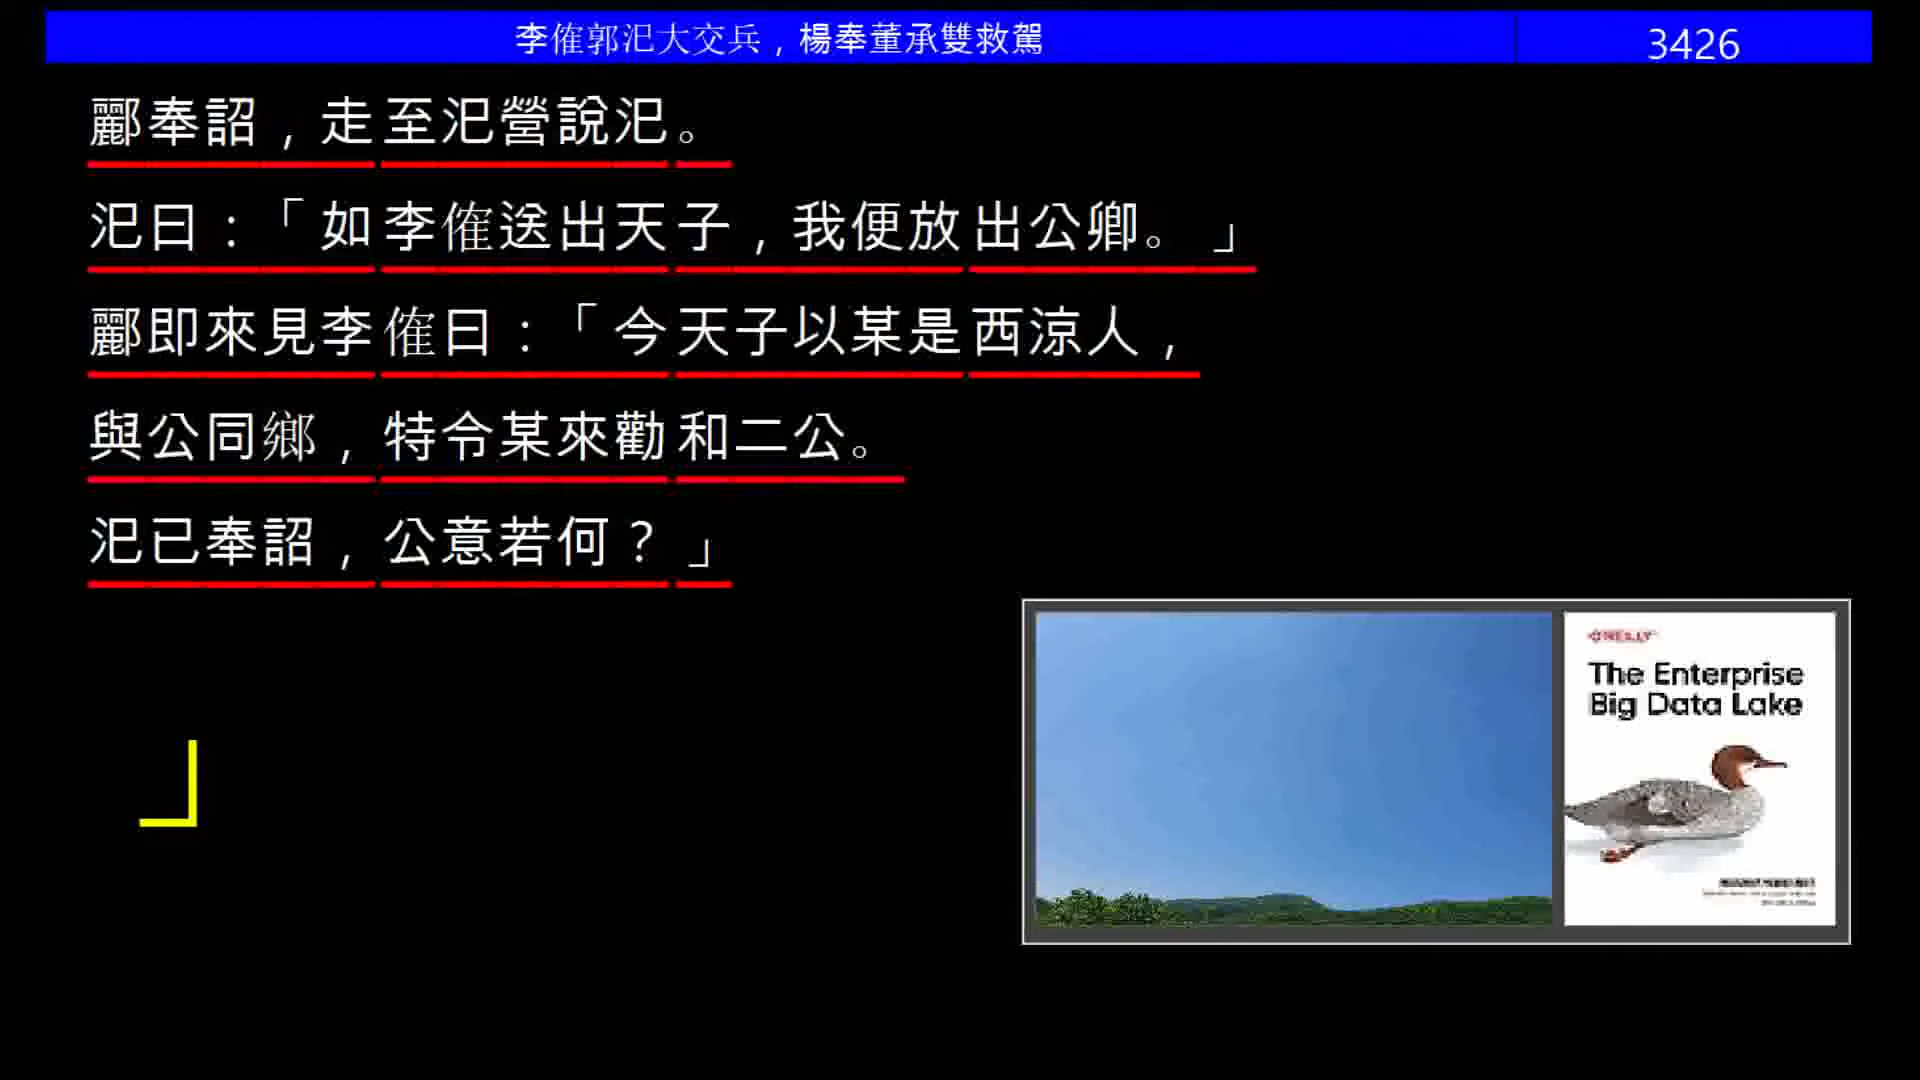 李傕郭汜大交兵，楊奉董承雙救駕
3426
酈奉詔，走至汜營說汜。
汜曰：「如李傕送出天子，我便放出公卿。」
酈即來見李傕曰：「今天子以某是西涼人，
與公同鄉，特令某來勸和二公。
汜已奉詔，公意若何？」
」
O'REILLY
The Enterprise
Big Data Lake